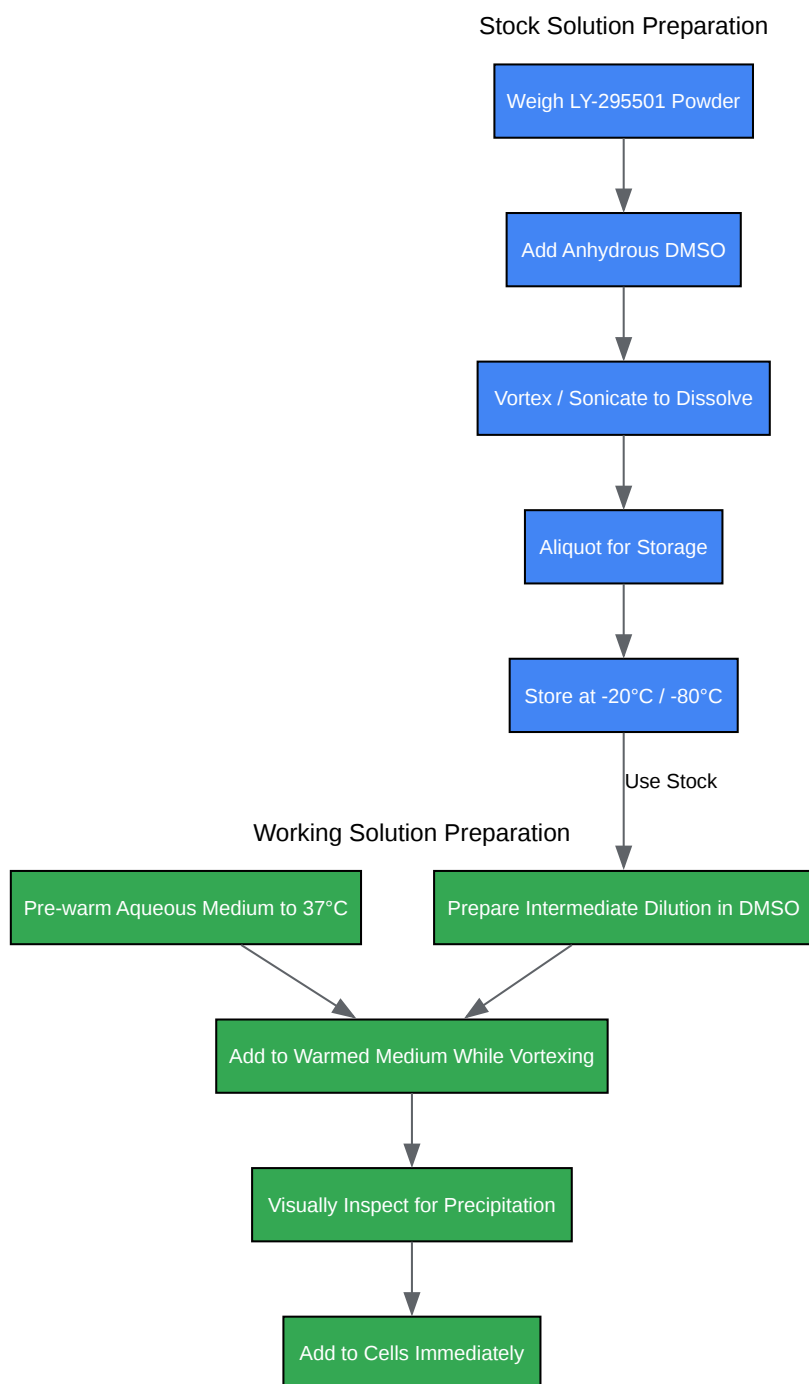 Stock Solution Preparation
Weigh LY-295501 Powder
Add Anhydrous DMSO
Vortex / Sonicate to Dissolve
Aliquot for Storage
Store at -20°C / -80°C
Use Stock
Working Solution Preparation
Pre-warm Aqueous Medium to 37°C
Prepare Intermediate Dilution in DMSO
Add to Warmed Medium While Vortexing
Visually Inspect for Precipitation
Add to Cells Immediately